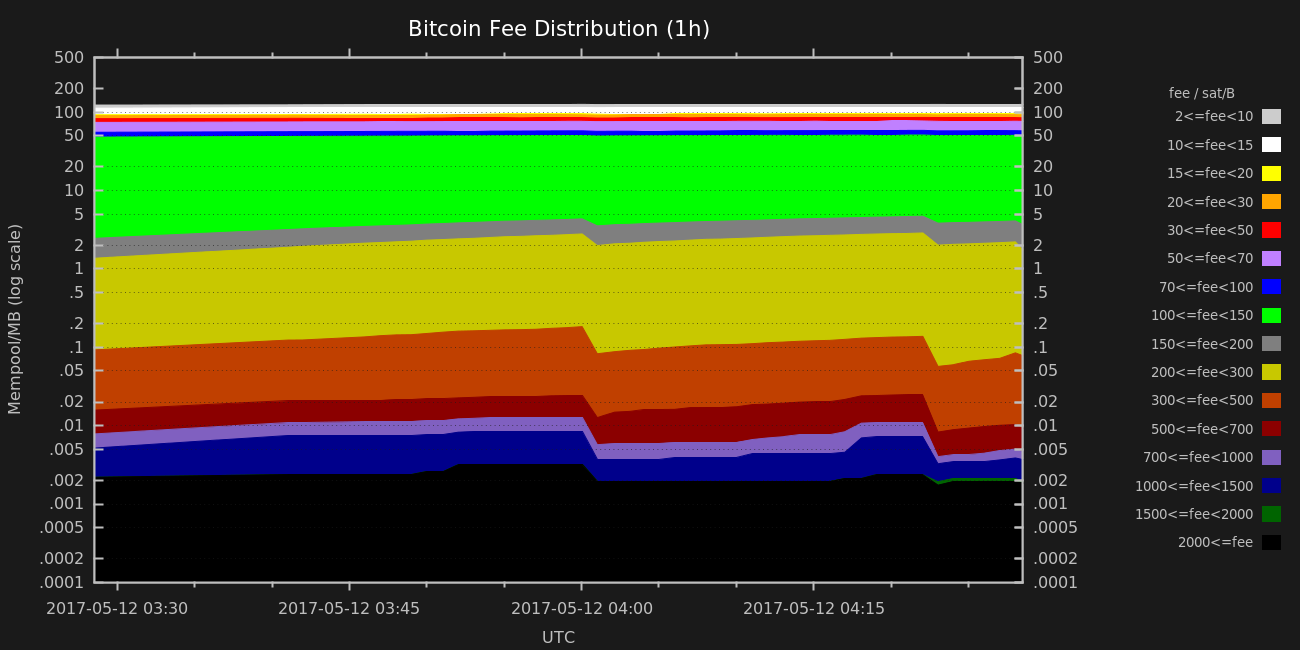 Bitcoin Fee Distribution (1h)
500
200
100
50
20
10
5
2
1
.5
.2
.1
.05
.02
.01
.005
.002
.001
.0005
.0002
.0001
Mempool/MB (log scale)
500
200
100
50
20
10
5
2
1
.5
.2
.1
.05
.02
.01
.005
.002
.001
.0005
.0002
.0001
2017-05-12 03:30
2017-05-12 03:45
2017-05-12 04:00
2017-05-12 04:15
UTC
fee / sat/B
2<=fee<10
10<=fee<15
15<=fee<20
20<=fee<30
30<=fee<50
50<=fee<70
70<=fee<100
100<=fee<150
150<=fee<200
200<=fee<300
300<=fee<500
500<=fee<700
700<=fee<1000
1000<=fee<1500
1500<=fee<2000
2000<=fee